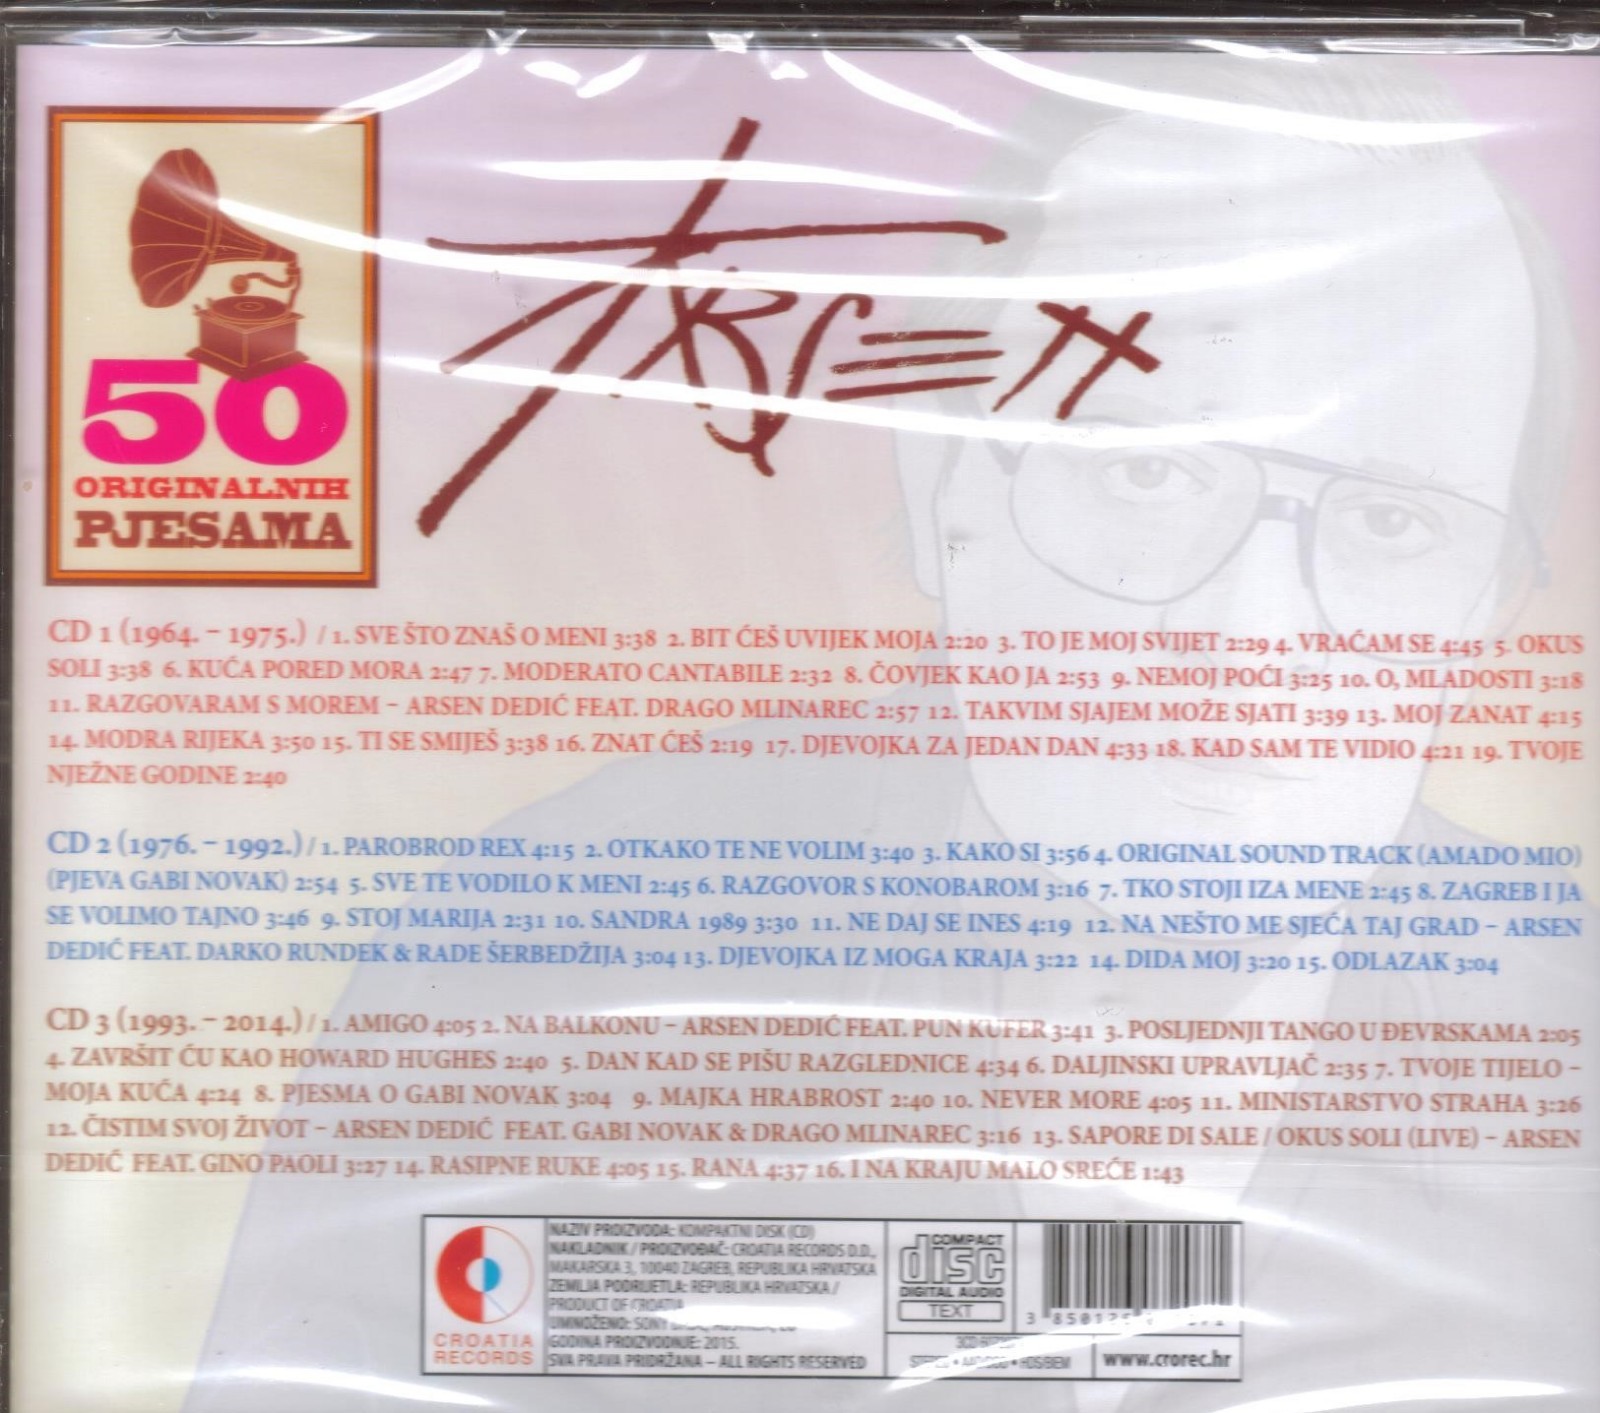 ARSEN
50
ORIGINALNIH
PJESAMA
CD 1 (1964. – 1975.) / 1. SVE ŠTO ZNAŠ O MENI 3:38 2. BIT ĆEŠ UVIJEK MOJA 2:20 3. TO JE MOJ SVIJET 2:29 4. VRAĆAM SE 4:45 5. OKUS
SOLI 3:38 6. KUĆA PORED MORA 2:47 7. MODERATO CANTABILE 2:32 8. ČOVJEK KAO JA 2:53 9. NEMOJ POĆI 3:25 10. O, MLADOSTI 3:18
11. RAZGOVARAM S MOREM – ARSEN DEDIĆ FEAT. DRAGO MLINAREC 2:57 12. TAKVIM SJAJEM MOŽE SJATI 3:39 13. MOJ ZANAT 4:15
14. MODRA RIJEKA 3:50 15. TI SE SMIJEŠ 3:38 16. ZNAT ĆEŠ 2:19 17. DJEVOJKA ZA JEDAN DAN 4:33 18. KAD SAM TE VIDIO 4:21 19. TVOJE
NJEŽNE GODINE 2:40
CD 2 (1976. – 1992.) / 1. PAROBROD REX 4:15 2. OTKAKO TE NE VOLIM 3:40 3. KAKO SI 3:56 4. ORIGINAL SOUND TRACK (AMADO MIO)
(PJEVA GABI NOVAK) 2:54 5. SVE TE VODILO K MENI 2:45 6. RAZGOVOR S KONOBAROM 3:16 7. TKO STOJI IZA MENE 2:45 8. ZAGREB I JA
SE VOLIMO TAJNO 3:46 9. STOJ MARIJA 2:31 10. SANDRA 1989 3:30 11. NE DAJ SE INES 4:19 12. NA NEŠTO ME SJEĆA TAJ GRAD – ARSEN
DEDIĆ FEAT. DARKO RUNDEK & RADE ŠERBEDŽIJA 3:04 13. DJEVOJKA IZ MOGA KRAJA 3:22 14. DIDA MOJ 3:20 15. ODLAZAK 3:04
CD 3 (1993. – 2014.) / 1. AMIGO 4:05 2. NA BALKONU – ARSEN DEDIĆ FEAT. PUN KUFER 3:41 3. POSLJEDNJI TANGO U ĐEVRSKAMA 2:05
4. ZAVRŠIT ĆU KAO HOWARD HUGHES 2:40 5. DAN KAD SE PIŠU RAZGLEDNICE 4:34 6. DALJINSKI UPRAVLJAČ 2:35 7. TVOJE TIJELO –
MOJA KUĆA 4:24 8. PJESMA O GABI NOVAK 3:04 9. MAJKA HRABROST 2:40 10. NEVER MORE 4:05 11. MINISTARSTVO STRAHA 3:26
12. ČISTIM SVOJ ŽIVOT – ARSEN DEDIĆ FEAT. GABI NOVAK & DRAGO MLINAREC 3:16 13. SAPORE DI SALE / OKUS SOLI (LIVE) – ARSEN
DEDIĆ FEAT. GINO PAOLI 3:27 14. RASIPNE RUKE 4:05 15. RANA 4:37 16. I NA KRAJU MALO SREĆE 1:43
CROATIA
RECORDS
NAZIV PROIZVODA: KOMPAKTNI DISK (CD)
NAKLADNIK / PROIZVOĐAČ: CROATIA RECORDS D.D.,
MAKARSKA 3, 10040 ZAGREB, REPUBLIKA HRVATSKA
ZEMLJA PODRIJETLA: REPUBLIKA HRVATSKA /
PRODUCT OF CROATIA
UMNOŽENO: SONY
GODINA PROIZVODNJE: 2015.
SVA PRAVA PRIDRŽANA – ALL RIGHTS RESERVED
COMPACT
disc
DIGITAL AUDIO
TEXT
3CD
STEREO
www.crorec.hr